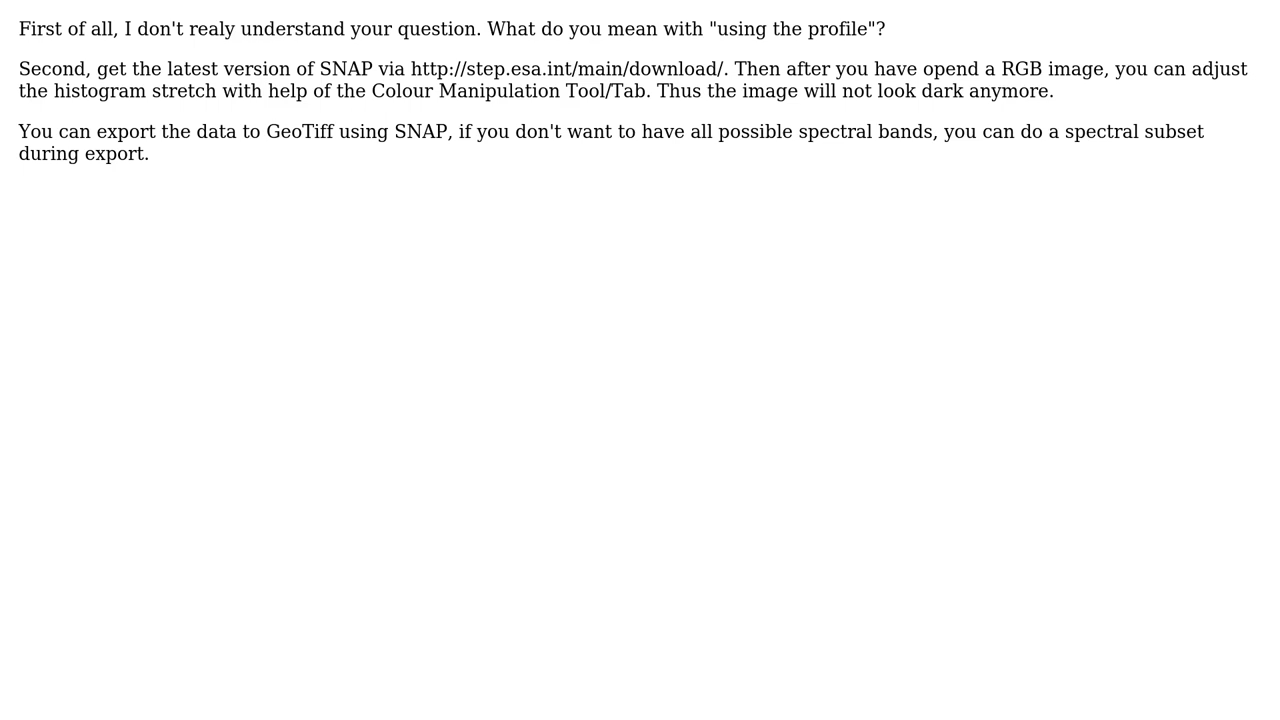 First of all, I don't realy understand your question. What do you mean with "using the profile"?
Second, get the latest version of SNAP via http://step.esa.int/main/download/. Then after you have opend a RGB image, you can adjust
the histogram stretch with help of the Colour Manipulation Tool/Tab. Thus the image will not look dark anymore.
You can export the data to GeoTiff using SNAP, if you don't want to have all possible spectral bands, you can do a spectral subset
during export.